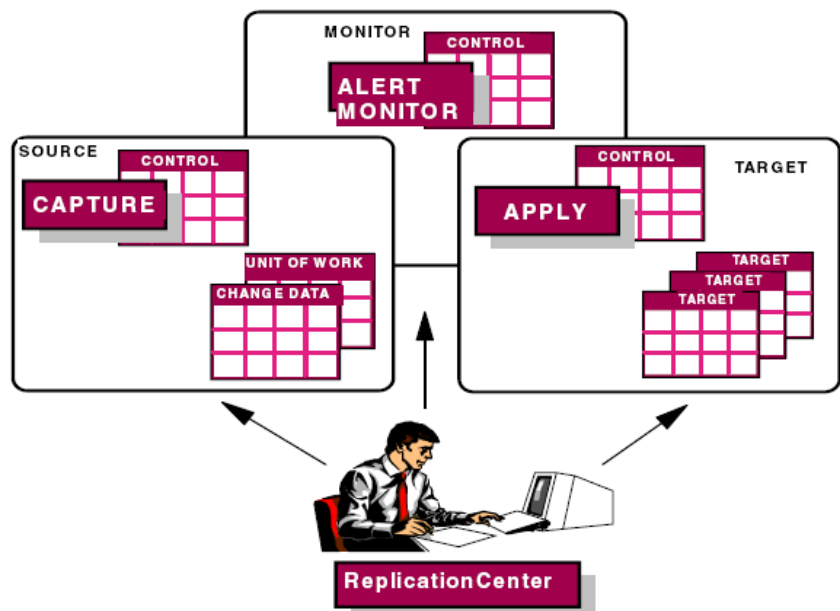 MONITOR
CONTROL
ALERT
MONITOR
SOURCE
CONTROL
CAPTURE
UNIT OF WORK
CHANGE DATA
CONTROL
TARGET
APPLY
TARGET
TARGET
TARGET
ReplicationCenter